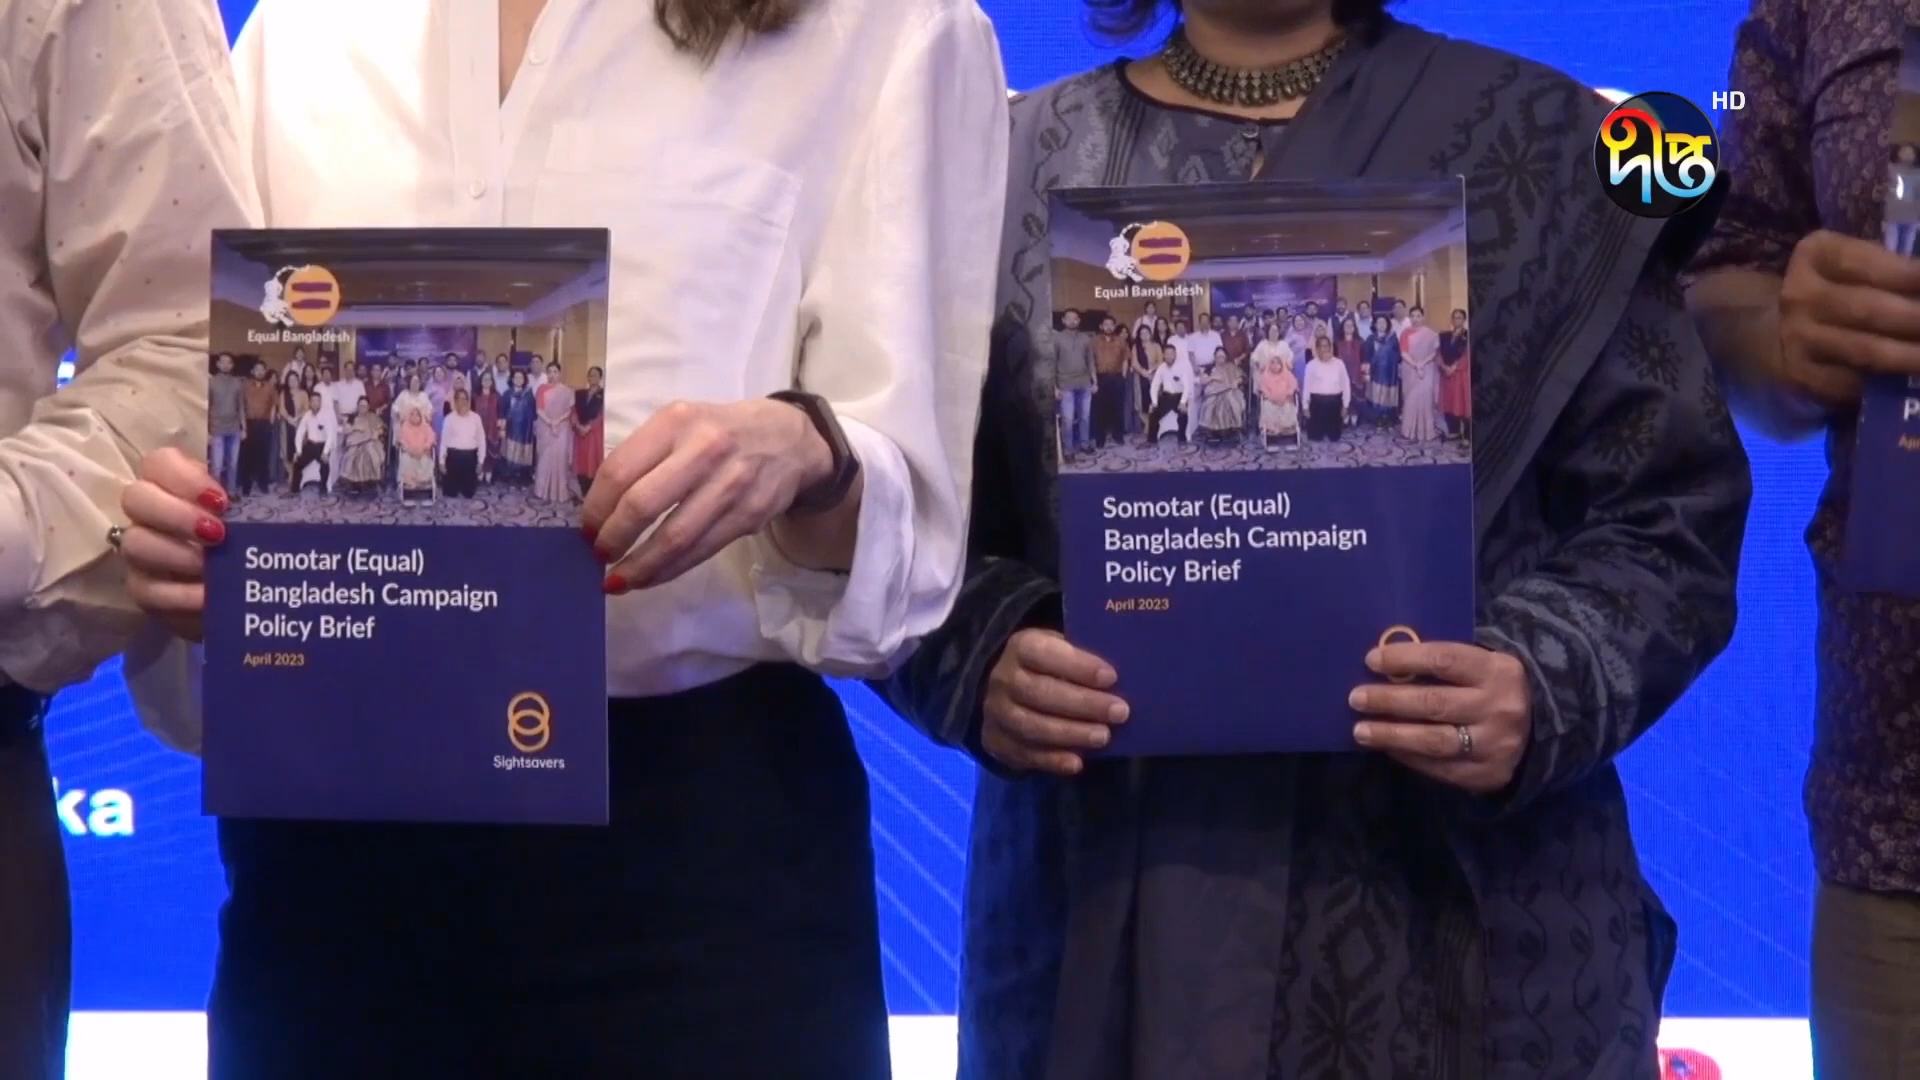 HD
দীপ্ত
Equal Bangladesh
Somotar (Equal)
Bangladesh Campaign
Policy Brief
April 2023
Sightsavers
Equal Bangladesh
Somotar (Equal)
Bangladesh Campaign
Policy Brief
April 2023
ka